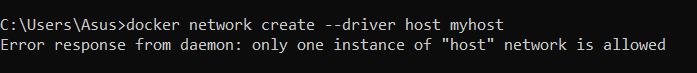 C:\Users\Asus>docker network create --driver host myhost
Error response from daemon: only one instance of "host" network is allowed